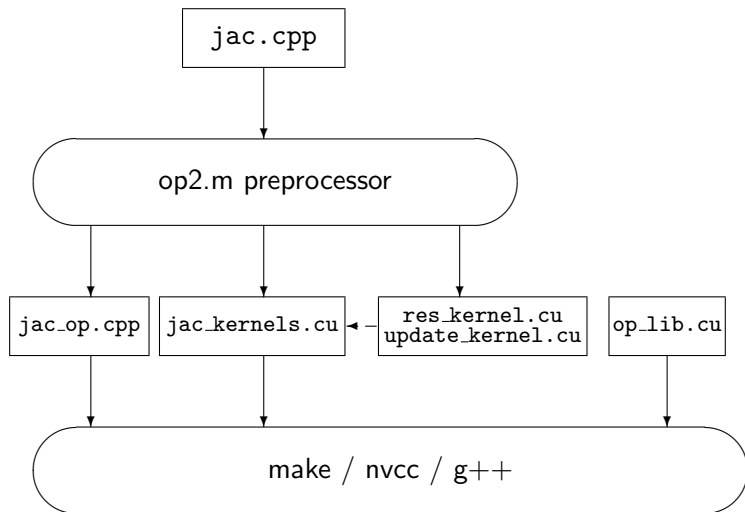 jac.cpp
op2.m preprocessor
jac_op.cpp
jac_kernels.cu
res_kernel.cu
update_kernel.cu
op_lib.cu
make / nvcc / g++